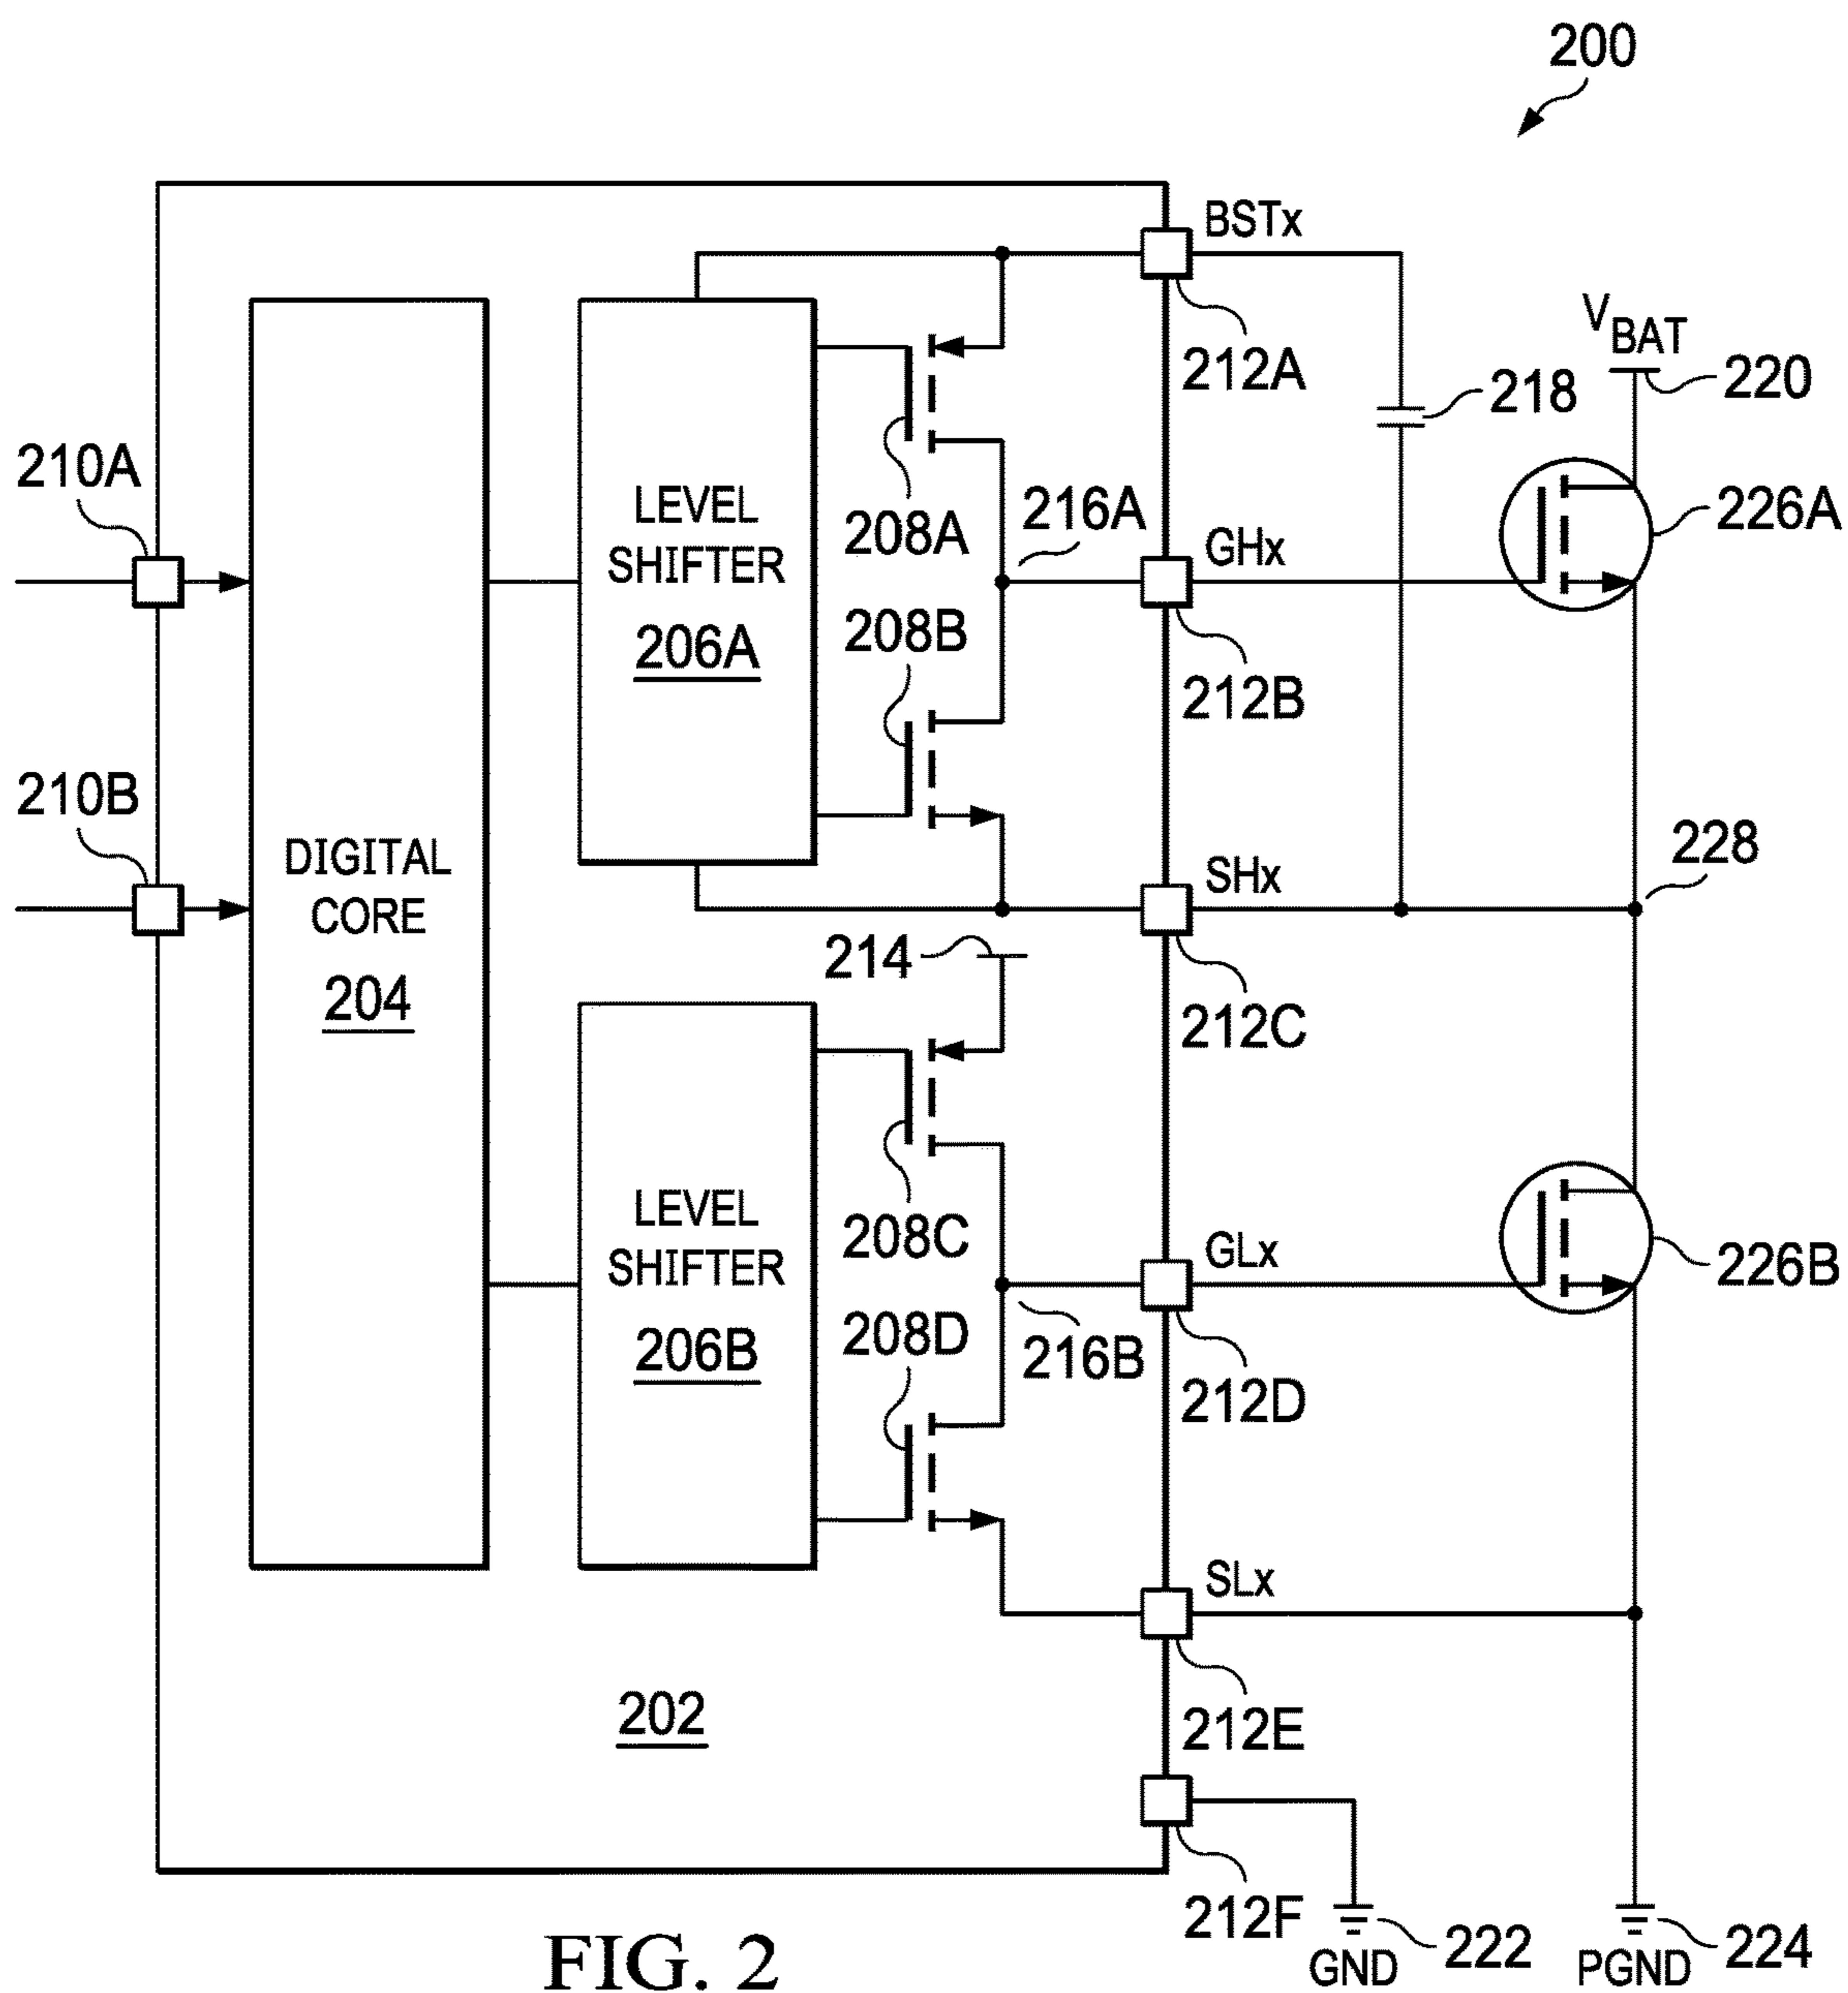 200
BSTx
212A
V
BAT
220
218
210A
LEVEL
SHIFTER
206A
208A
216A
GHx
226A
208B
212B
210B
DIGITAL
CORE
204
SHx
228
214
212C
LEVEL
SHIFTER
206B
208C
GLx
226B
208D
216B
212D
SLx
202
212E
212F
GND
222
PGND
224
FIG. 2